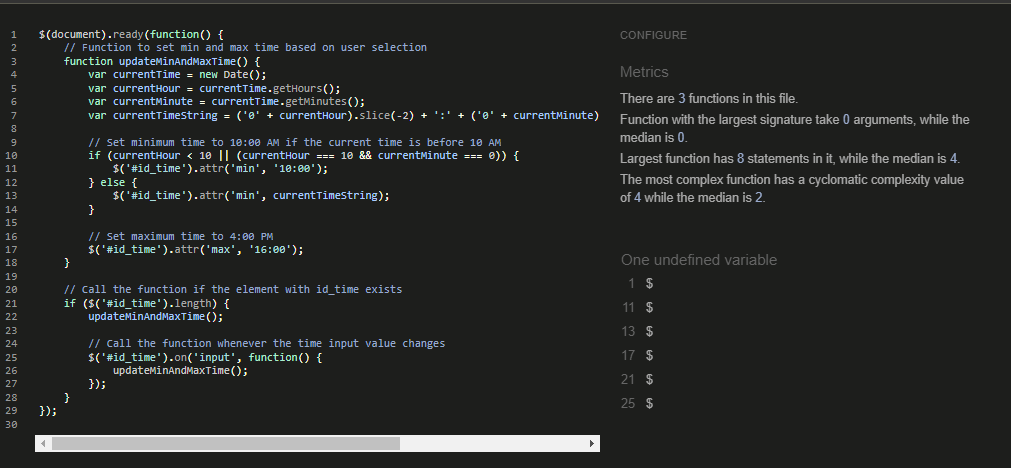 1 $(document).ready(function() {
2 // Function to set min and max time based on user selection
3 function updateMinAndMaxTime() {
4 var currentTime = new Date();
5 var currentHour = currentTime.getHours();
6 var currentMinute = currentTime.getMinutes();
7 var currentTimeString = ('0' + currentHour).slice(-2) + ':' + ('0' + currentMinute)
8
9 // Set minimum time to 10:00 AM if the current time is before 10 AM
10 if (currentHour < 10 || (currentHour === 10 && currentMinute === 0)) {
11 $('#id_time').attr('min', '10:00');
12 } else {
13 $('#id_time').attr('min', currentTimeString);
14 }
15
16 // Set maximum time to 4:00 PM
17 $('#id_time').attr('max', '16:00');
18 }
19
20 // Call the function if the element with id_time exists
21 if ($('#id_time').length) {
22 updateMinAndMaxTime();
23
24 // Call the function whenever the time input value changes
25 $('#id_time').on('input', function() {
26 updateMinAndMaxTime();
27 });
28 }
29 });
30
CONFIGURE
Metrics
There are 3 functions in this file.
Function with the largest signature take 0 arguments, while the
median is 0.
Largest function has 8 statements in it, while the median is 4.
The most complex function has a cyclomatic complexity value
of 4 while the median is 2.
One undefined variable
1 $
11 $
13 $
17 $
21 $
25 $